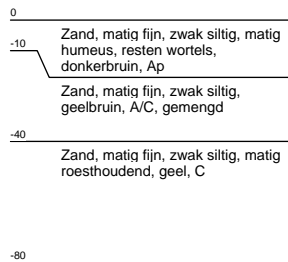 0
Zand, matig fijn, zwak siltig, matig
humeus, resten wortels,
donkerbruin, Ap
-10
Zand, matig fijn, zwak siltig,
geelbruin, A/C, gemengd
-40
Zand, matig fijn, zwak siltig, matig
roesthoudend, geel, C
-80